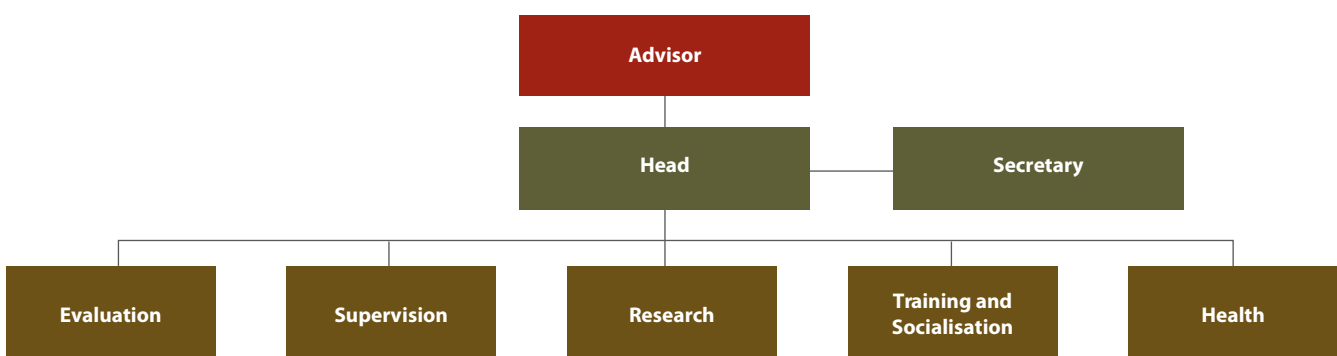 Advisor
Head
Secretary
Evaluation
Supervision
Research
Training and
Socialisation
Health